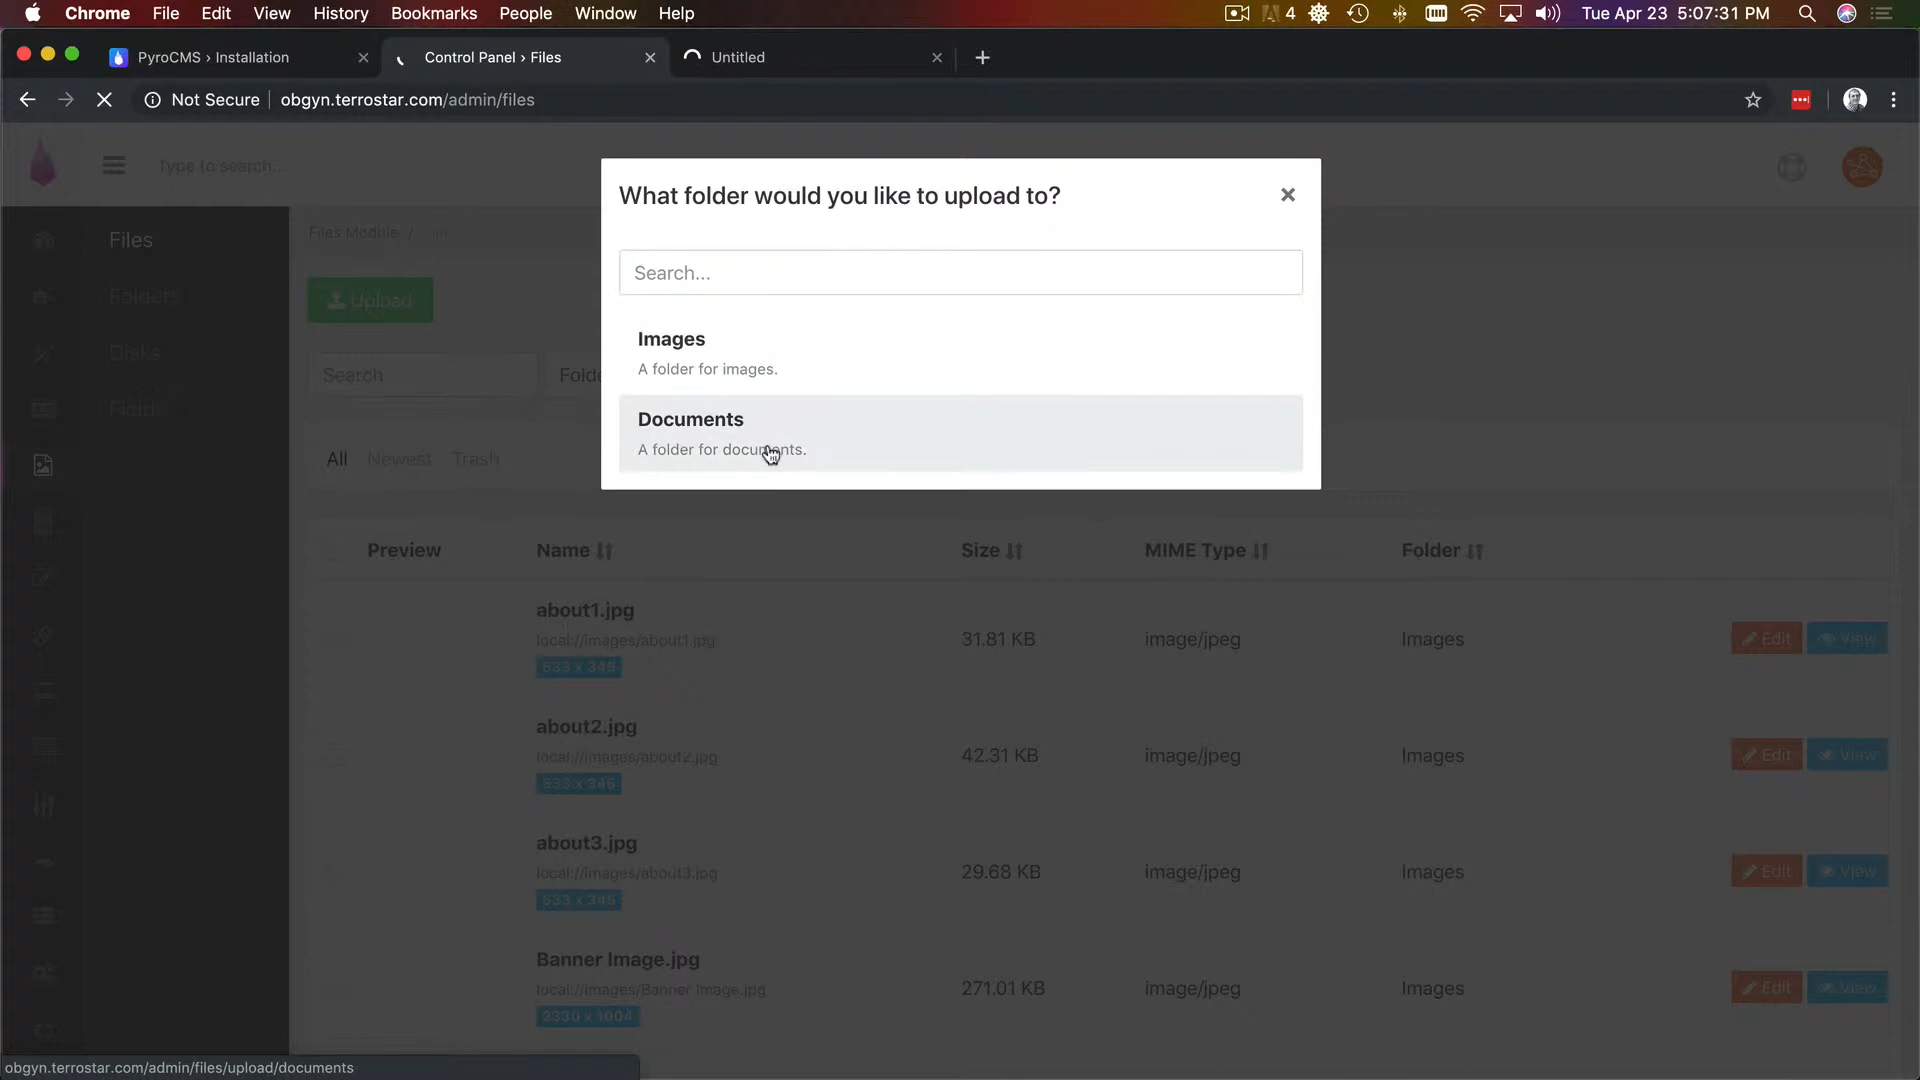 Chrome File Edit View History Bookmarks People Window Help 4 Tue Apr 23 5:07:31 PM
PyroCMS › Installation Control Panel › Files Untitled
Not Secure obgyn.terrostar.com/admin/files
Type to search...
What folder would you like to upload to?
Files
Files Module /
Search...
Folders
Upload
Images
Disks
A folder for images.
Search
Folde
Documents
Fields
A folder for documents.
All Newest Trash
Preview Name Size MIME Type Folder
about1.jpg
local://images/about1.jpg 31.81 KB image/jpeg Images Edit View
533 x 345
about2.jpg
local://images/about2.jpg 42.31 KB image/jpeg Images Edit View
533 x 345
about3.jpg
local://images/about3.jpg 29.68 KB image/jpeg Images Edit View
533 x 345
Banner Image.jpg
local://images/Banner Image.jpg 271.01 KB image/jpeg Images Edit View
2330 x 1004
obgyn.terrostar.com/admin/files/upload/documents